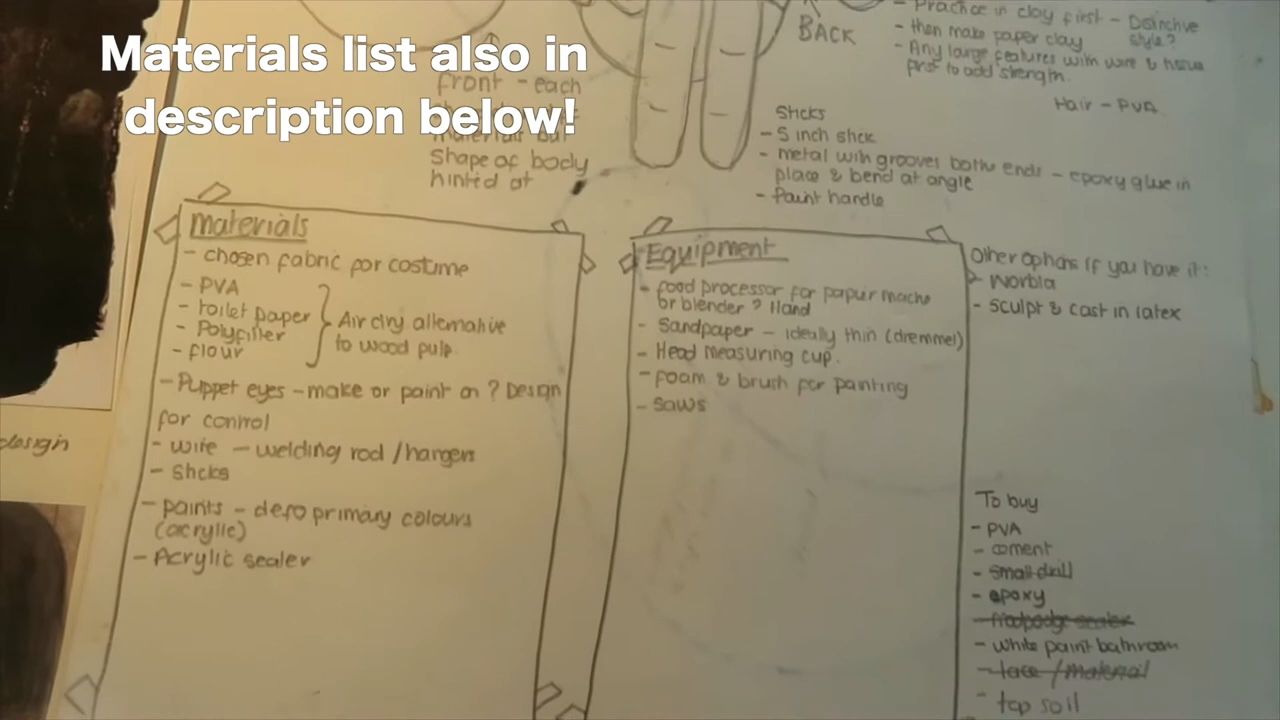 Materials list also in
description below!
front - each
Shape of body
hinted at
BACK
- Practice in clay first - Distinctive
style?
- then make paper clay
- Any large features with wire & tissue
first to add strength.
Hair - PVA
Sticks
- 5 inch stick
- metal with grooves both ends - epoxy glue in
place & bend at angle
- Paint handle
design
Materials
- chosen fabric for costume
- PVA
- toilet paper
- Polyfiller
- flour
Air dry alternative
to wood pulp.
- Puppet eyes - make or paint on ? Design
for control
- wire - welding rod / hangers
- Sticks
- paints - defo primary colours
(acrylic)
- Acrylic sealer
Equipment
- food processor for papier mache
or blender ? Hand
- Sandpaper - ideally thin (dremmel)
- Head measuring cup.
- foam & brush for painting
- Saws
Other options if you have it:
- Worbla
- Sculpt & cast in latex
To buy
- PVA
- cement
- small drill
- epoxy
- white paint bathroom
- lace / material
- top soil